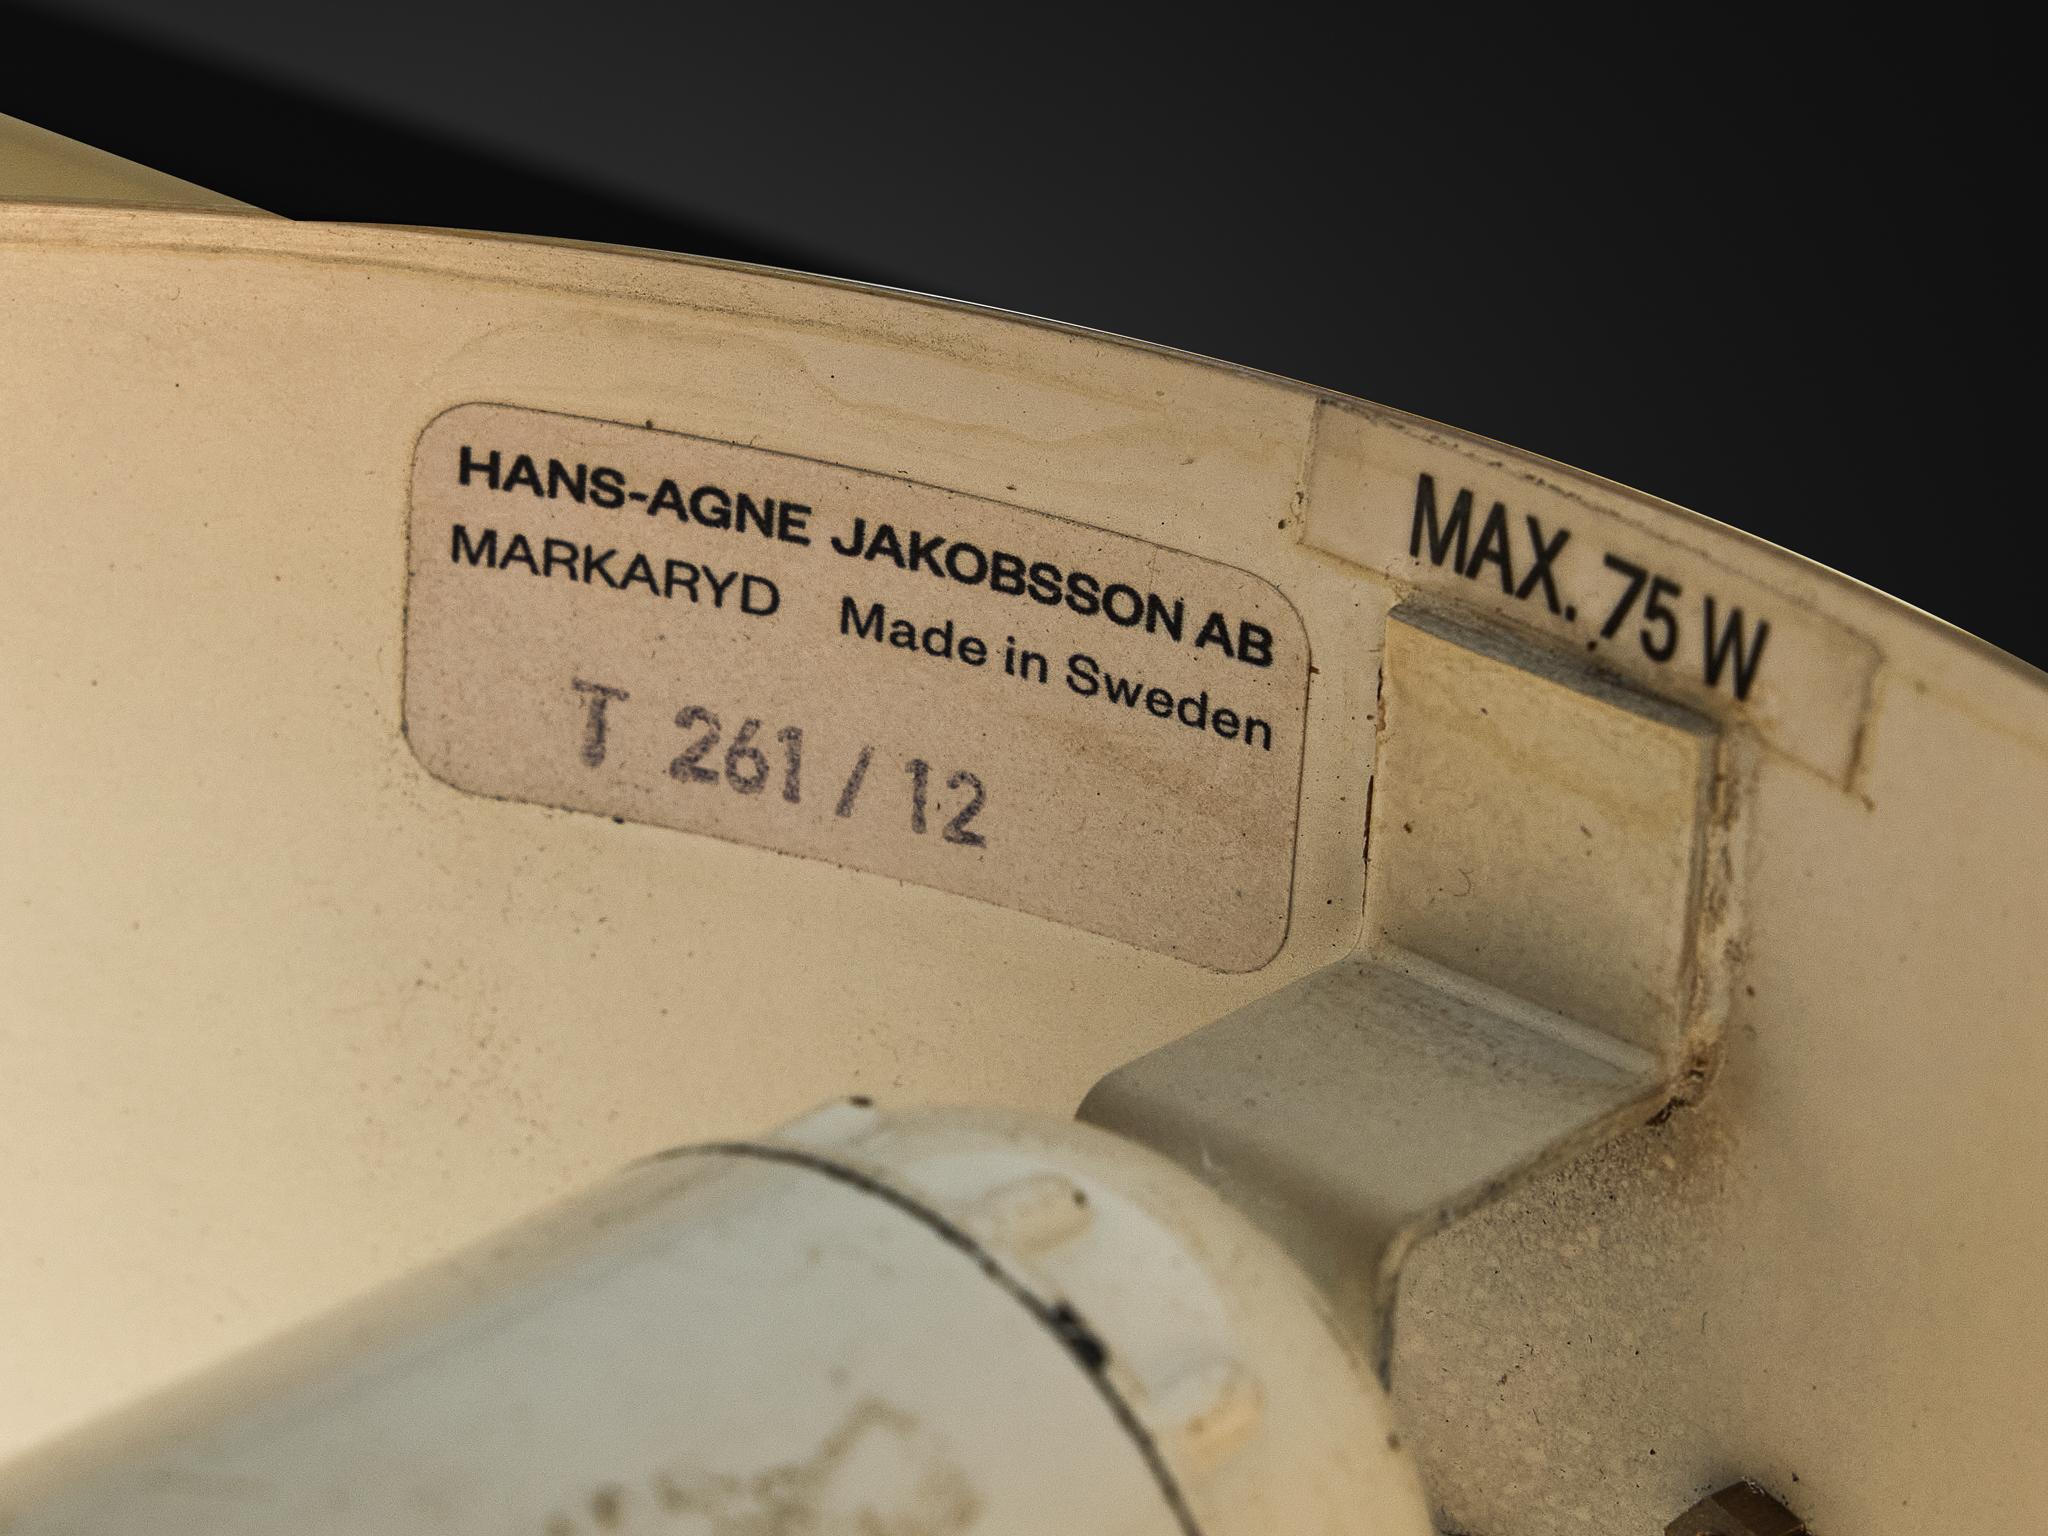 HANS-AGNE JAKOBSSON AB
MARKARYD Made in Sweden
T 261 / 12
MAX. 75 W